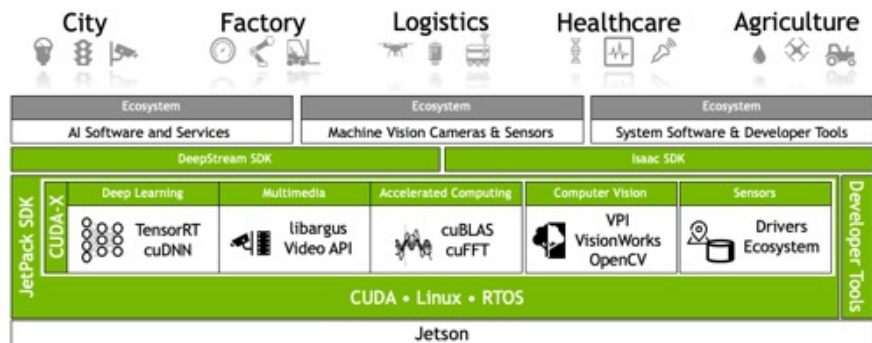 City Factory Logistics Healthcare Agriculture
Ecosystem Ecosystem Ecosystem
AI Software and Services Machine Vision Cameras & Sensors System Software & Developer Tools
DeepStream SDK Isaac SDK
JetPack SDK
CUDA-X
Deep Learning Multimedia Accelerated Computing Computer Vision Sensors
TensorRT
cuDNN
libargus
Video API
cuBLAS
cuFFT
VPI
VisionWorks
OpenCV
Drivers
Ecosystem
Developer Tools
CUDA • Linux • RTOS
Jetson